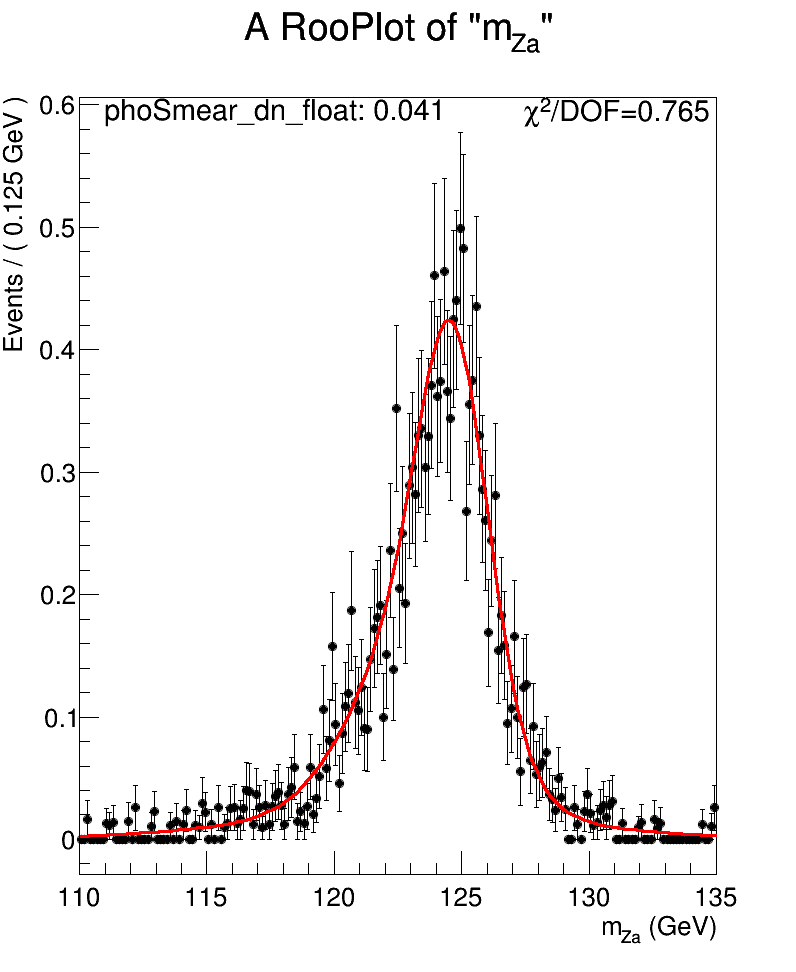 A RooPlot of "m_Za"
phoSmear_dn_float: 0.041
χ²/DOF=0.765
Events / ( 0.125 GeV )
0.6
0.5
0.4
0.3
0.2
0.1
0
110 115 120 125 130 135
m_Za (GeV)